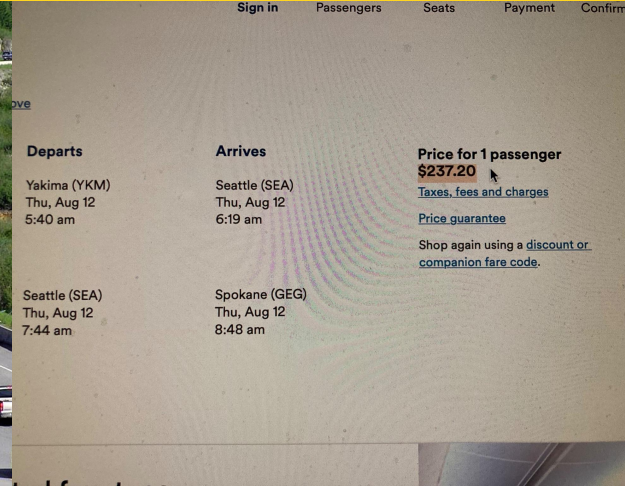 Sign in Passengers Seats Payment Confirm
ove
Departs Arrives Price for 1 passenger
$237.20
Yakima (YKM) Seattle (SEA) Taxes, fees and charges
Thu, Aug 12 Thu, Aug 12
5:40 am 6:19 am Price guarantee
Shop again using a discount or
companion fare code.
Seattle (SEA) Spokane (GEG)
Thu, Aug 12 Thu, Aug 12
7:44 am 8:48 am